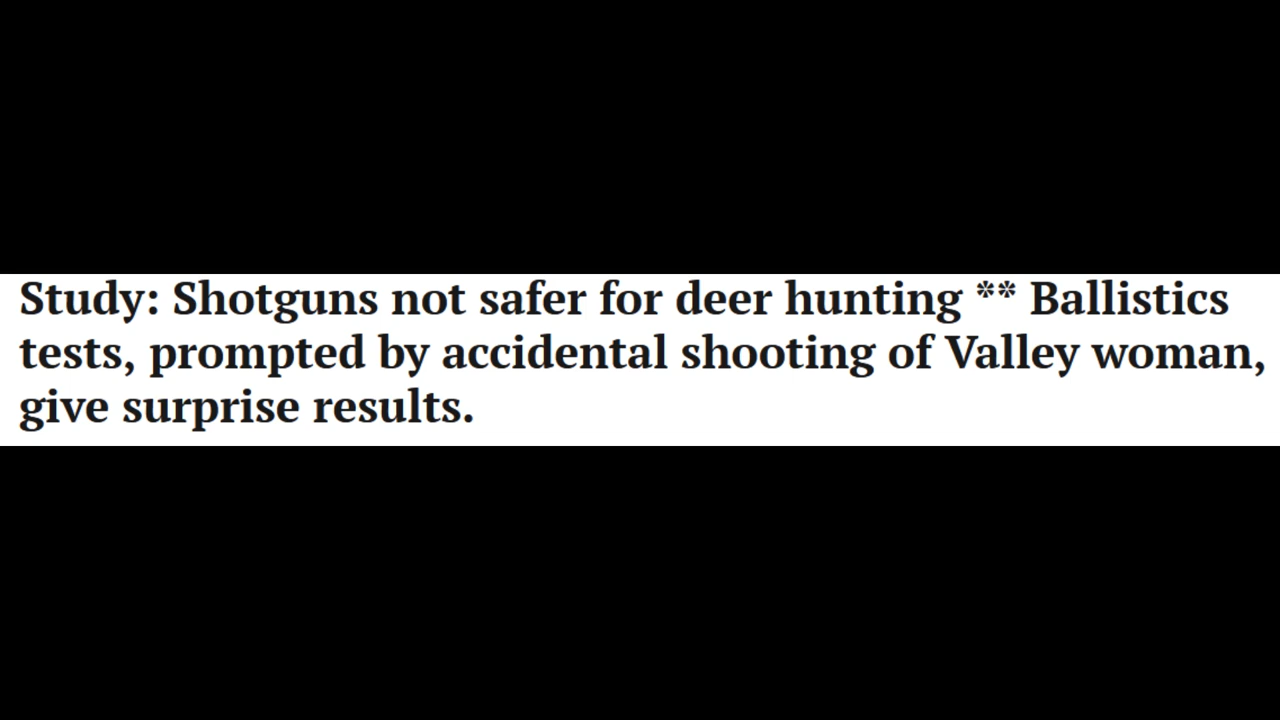 Study: Shotguns not safer for deer hunting ** Ballistics
tests, prompted by accidental shooting of Valley woman,
give surprise results.